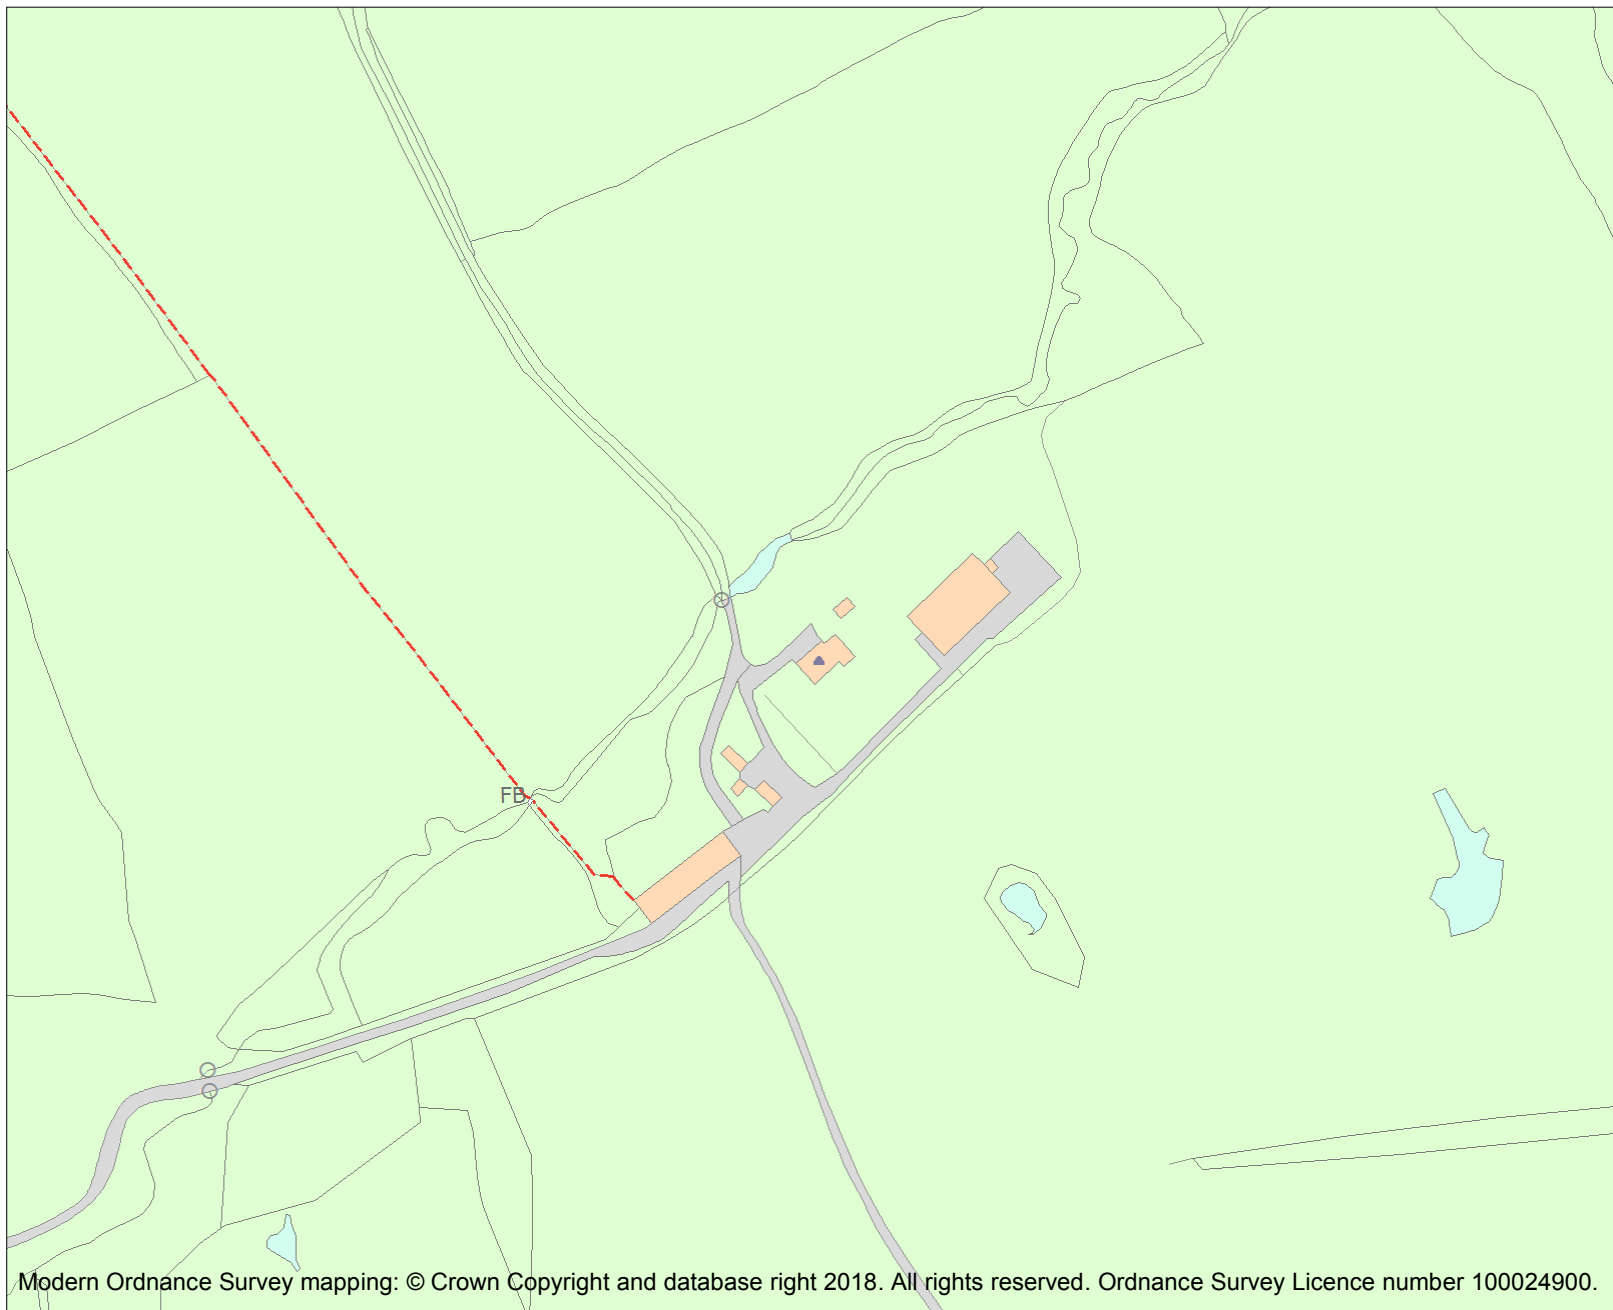 FB
Modern Ordnance Survey mapping: © Crown Copyright and database right 2018. All rights reserved. Ordnance Survey Licence number 100024900.